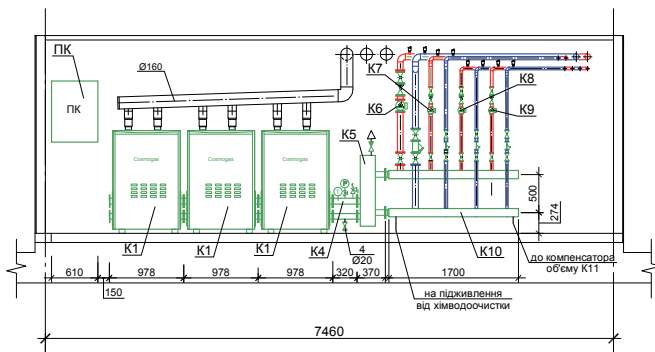 ПК
ПК
Ø160
К7
К6
К8
К9
К5
Cosmogas
Cosmogas
Cosmogas
К1
К1
К1
К4
4
Ø20
К10
500
274
до компенсатора
об'єму К11
610
978
978
978
320
370
1700
150
на підживлення
від хімводоочистки
7460